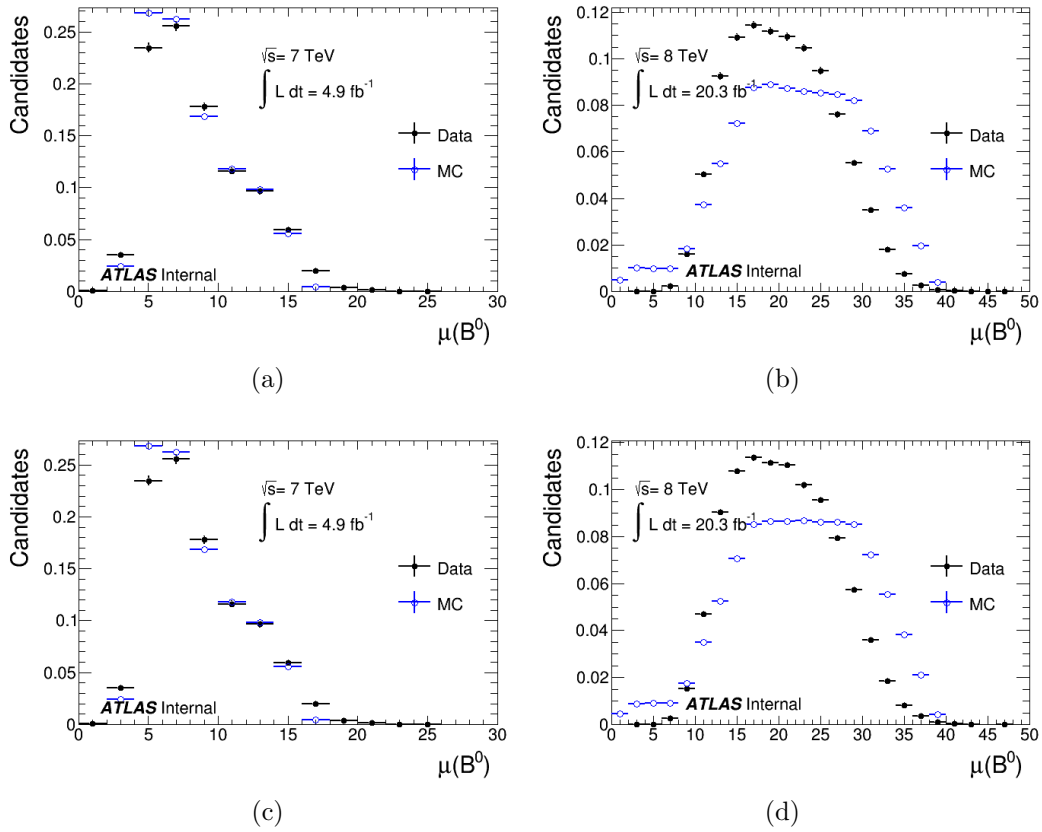 Candidates
0.25
0.2
0.15
0.1
0.05
0
√s= 7 TeV
∫ L dt = 4.9 fb⁻¹
Data
MC
ATLAS Internal
0 5 10 15 20 25 30
μ(B⁰)
(a)
Candidates
0.12
0.1
0.08
0.06
0.04
0.02
0
√s= 8 TeV
∫ L dt = 20.3 fb⁻¹
Data
MC
ATLAS Internal
0 5 10 15 20 25 30 35 40 45 50
μ(B⁰)
(b)
Candidates
0.25
0.2
0.15
0.1
0.05
0
√s= 7 TeV
∫ L dt = 4.9 fb⁻¹
Data
MC
ATLAS Internal
0 5 10 15 20 25 30
μ(B⁰)
(c)
Candidates
0.12
0.1
0.08
0.06
0.04
0.02
0
√s= 8 TeV
∫ L dt = 20.3 fb⁻¹
Data
MC
ATLAS Internal
0 5 10 15 20 25 30 35 40 45 50
μ(B⁰)
(d)